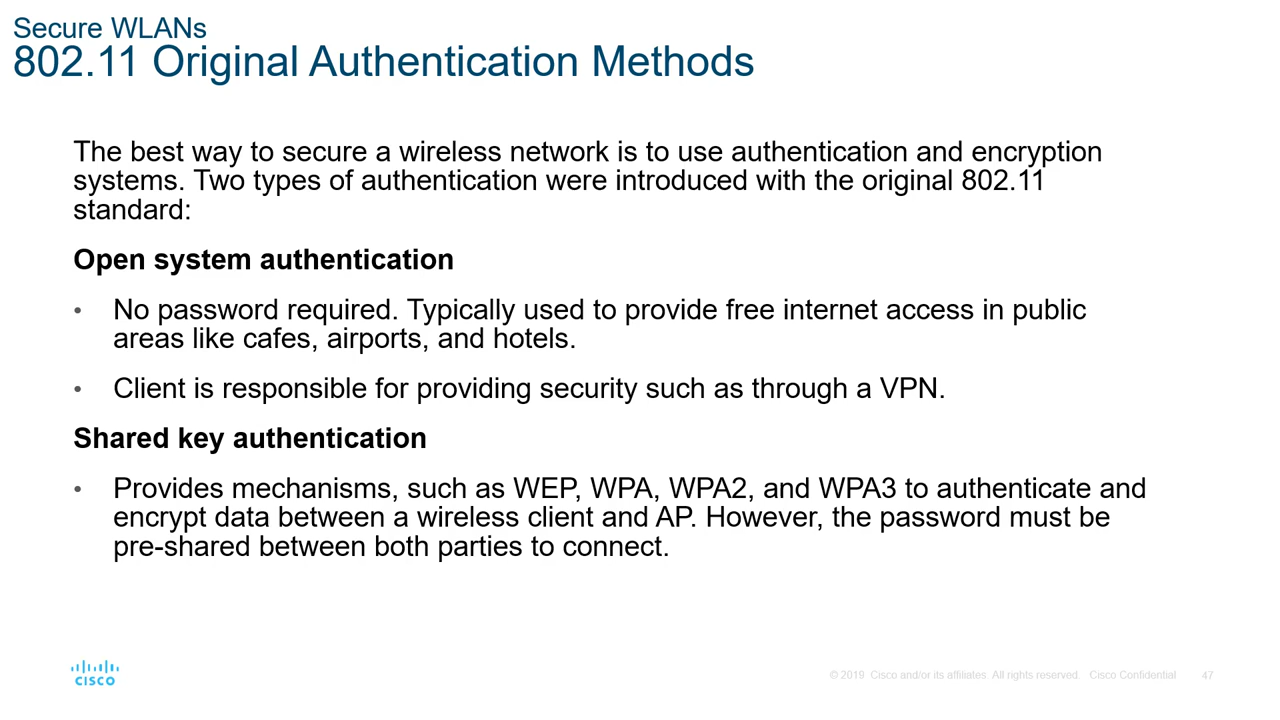 Secure WLANs
802.11 Original Authentication Methods
The best way to secure a wireless network is to use authentication and encryption
systems. Two types of authentication were introduced with the original 802.11
standard:
Open system authentication
• No password required. Typically used to provide free internet access in public
areas like cafes, airports, and hotels.
• Client is responsible for providing security such as through a VPN.
Shared key authentication
• Provides mechanisms, such as WEP, WPA, WPA2, and WPA3 to authenticate and
encrypt data between a wireless client and AP. However, the password must be
pre-shared between both parties to connect.
CISCO
© 2019 Cisco and/or its affiliates. All rights reserved. Cisco Confidential 47